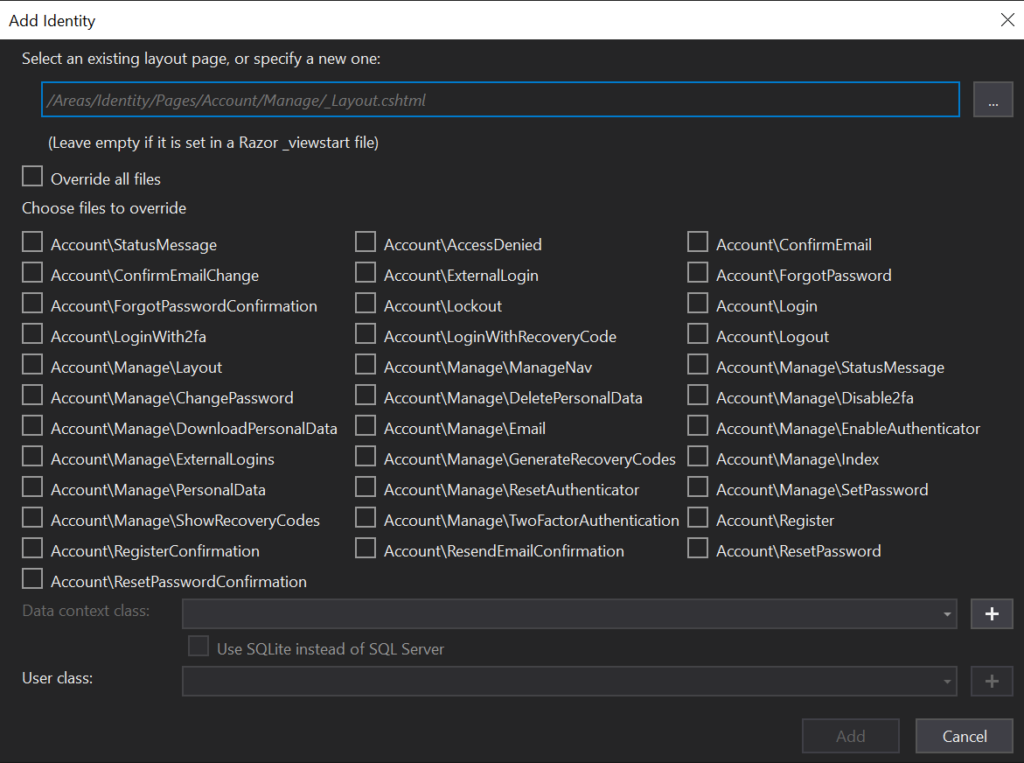 Add Identity
Select an existing layout page, or specify a new one:
/Areas/Identity/Pages/Account/Manage/_Layout.cshtml
...
(Leave empty if it is set in a Razor _viewstart file)
Override all files
Choose files to override
Account\StatusMessage Account\AccessDenied Account\ConfirmEmail
Account\ConfirmEmailChange Account\ExternalLogin Account\ForgotPassword
Account\ForgotPasswordConfirmation Account\Lockout Account\Login
Account\LoginWith2fa Account\LoginWithRecoveryCode Account\Logout
Account\Manage\Layout Account\Manage\ManageNav Account\Manage\StatusMessage
Account\Manage\ChangePassword Account\Manage\DeletePersonalData Account\Manage\Disable2fa
Account\Manage\DownloadPersonalData Account\Manage\Email Account\Manage\EnableAuthenticator
Account\Manage\ExternalLogins Account\Manage\GenerateRecoveryCodes Account\Manage\Index
Account\Manage\PersonalData Account\Manage\ResetAuthenticator Account\Manage\SetPassword
Account\Manage\ShowRecoveryCodes Account\Manage\TwoFactorAuthentication Account\Register
Account\RegisterConfirmation Account\ResendEmailConfirmation Account\ResetPassword
Account\ResetPasswordConfirmation
Data context class:
Use SQLite instead of SQL Server
User class:
Add Cancel